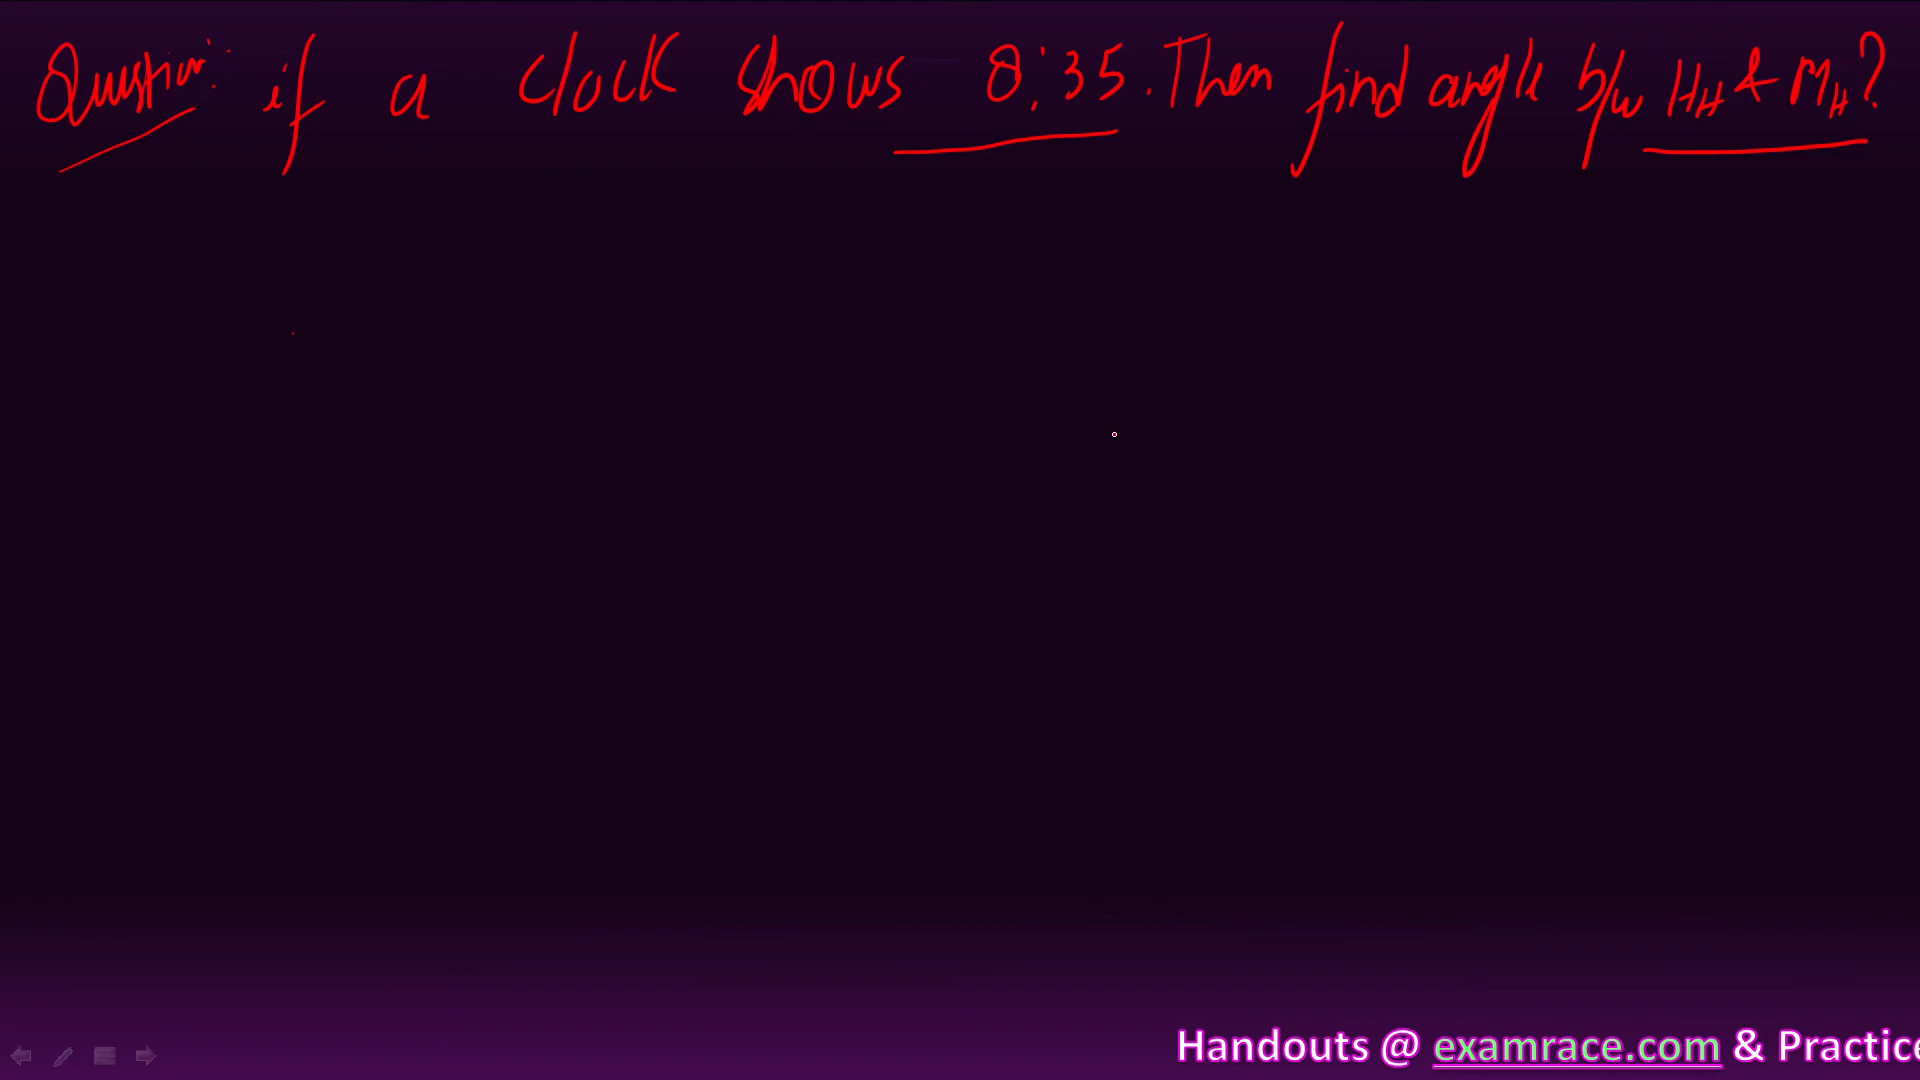 Question: if a clock shows 8:35. Then find angle b/w HH & MH?
Handouts @ examrace.com & Practice